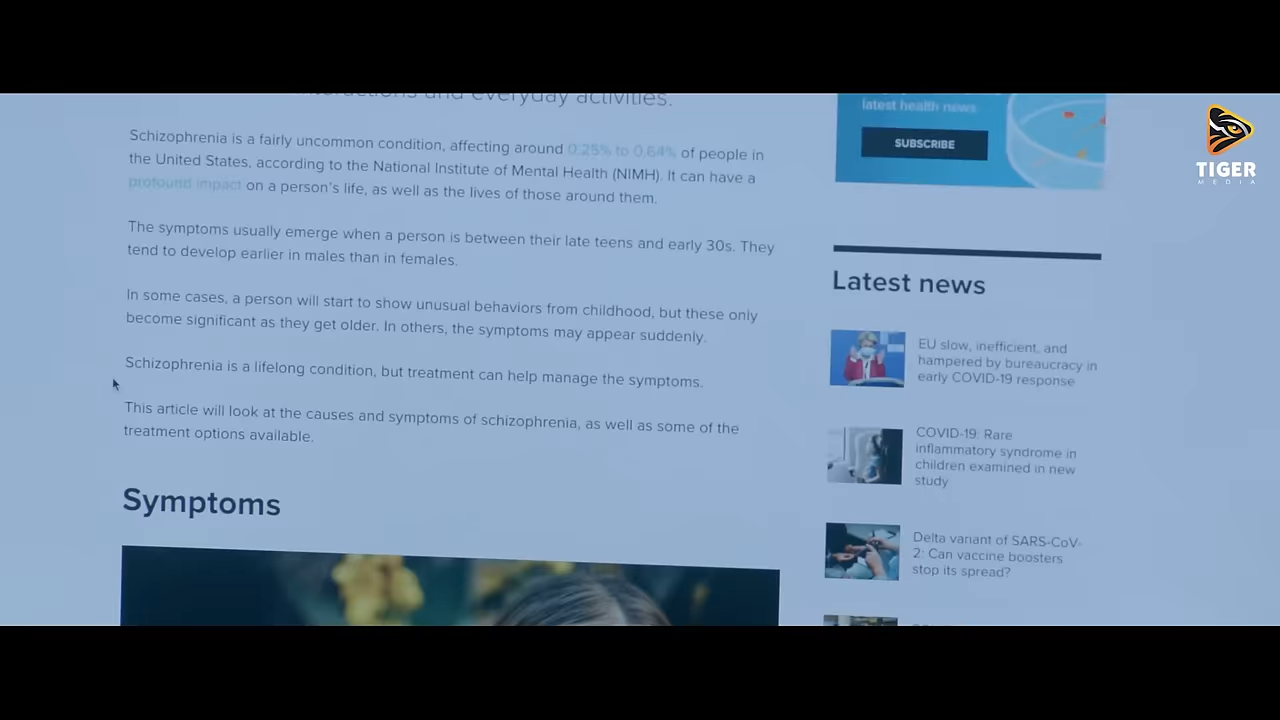 interactions and everyday activities.
Schizophrenia is a fairly uncommon condition, affecting around 0.25% to 0.64% of people in
the United States, according to the National Institute of Mental Health (NIMH). It can have a
profound impact on a person's life, as well as the lives of those around them.
The symptoms usually emerge when a person is between their late teens and early 30s. They
tend to develop earlier in males than in females.
In some cases, a person will start to show unusual behaviors from childhood, but these only
become significant as they get older. In others, the symptoms may appear suddenly.
Schizophrenia is a lifelong condition, but treatment can help manage the symptoms.
This article will look at the causes and symptoms of schizophrenia, as well as some of the
treatment options available.
Symptoms
latest health news.
SUBSCRIBE
Latest news
EU slow, inefficient, and
hampered by bureaucracy in
early COVID-19 response
COVID-19: Rare
inflammatory syndrome in
children examined in new
study
Delta variant of SARS-CoV-
2: Can vaccine boosters
stop its spread?
TIGER
MEDIA